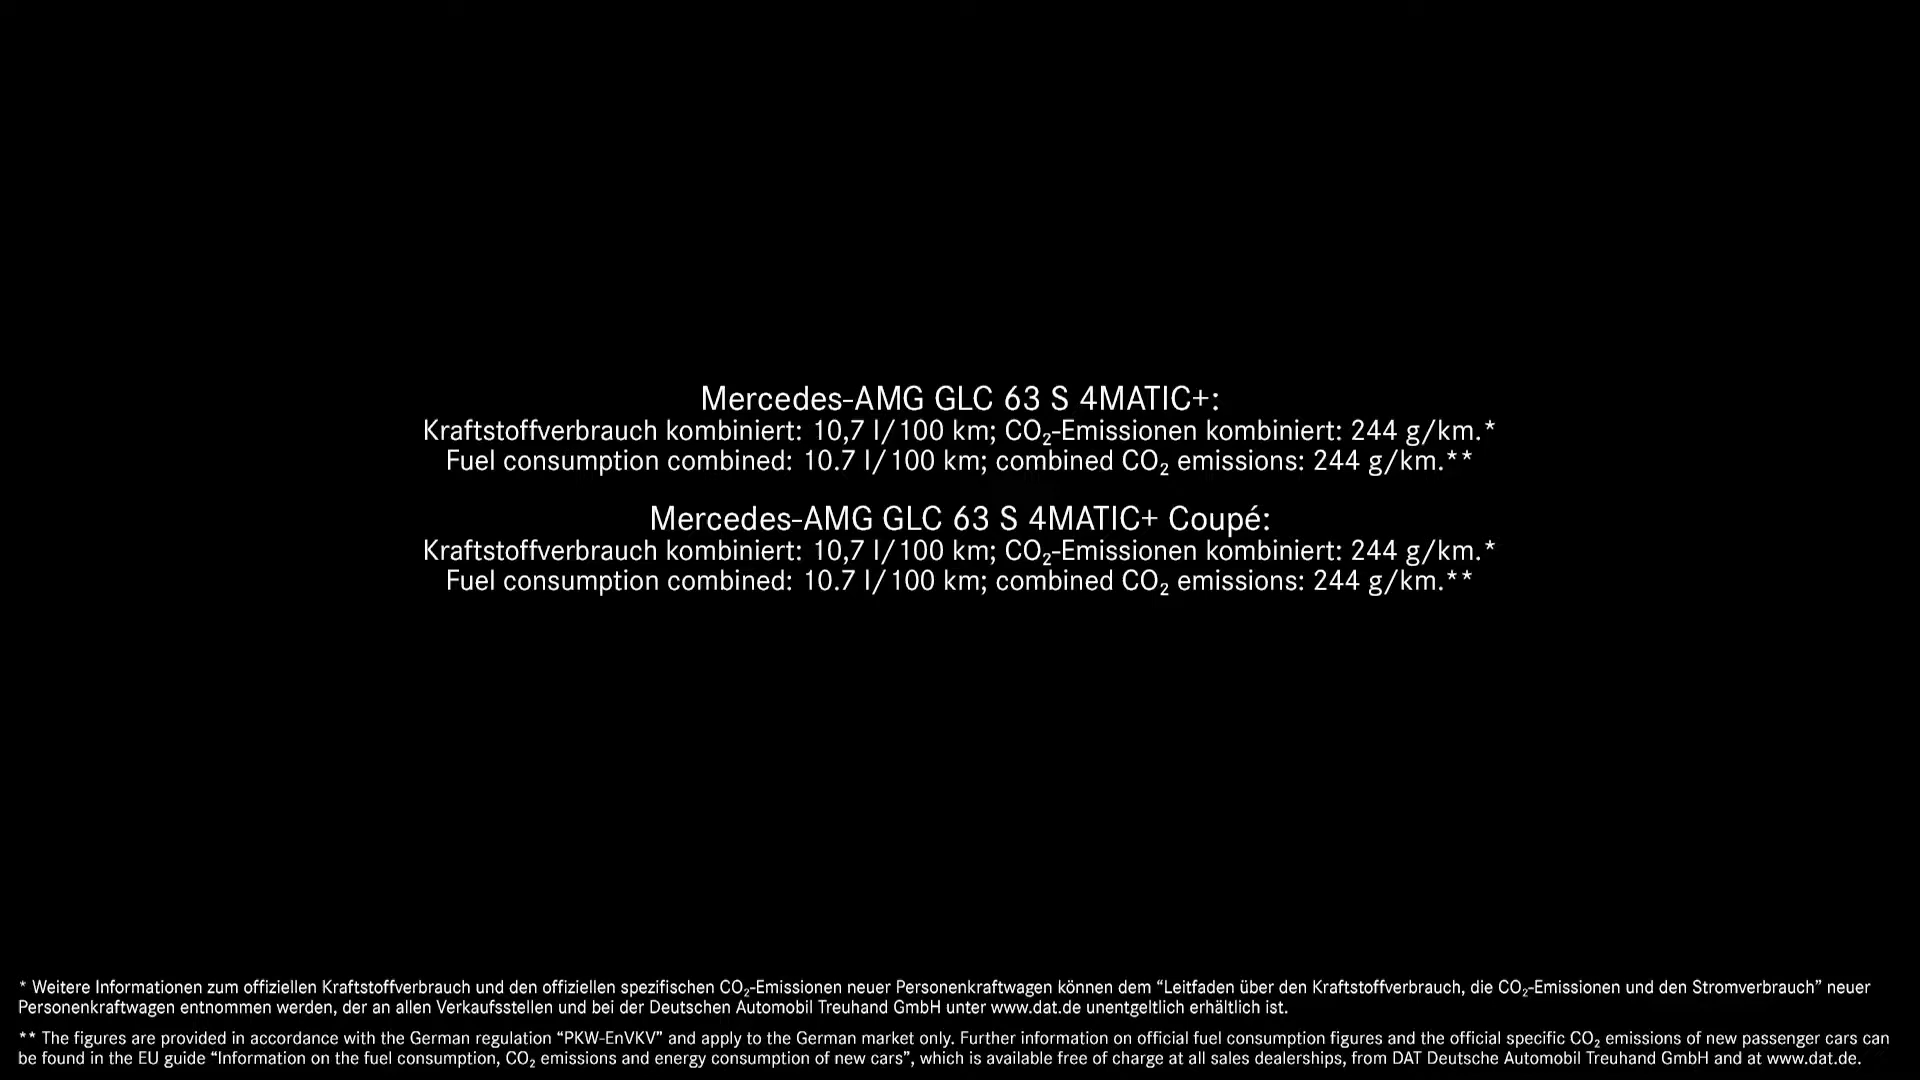 Mercedes-AMG GLC 63 S 4MATIC+:
Kraftstoffverbrauch kombiniert: 10,7 l/100 km; CO₂-Emissionen kombiniert: 244 g/km.*
Fuel consumption combined: 10.7 l/100 km; combined CO₂ emissions: 244 g/km.**
Mercedes-AMG GLC 63 S 4MATIC+ Coupé:
Kraftstoffverbrauch kombiniert: 10,7 l/100 km; CO₂-Emissionen kombiniert: 244 g/km.*
Fuel consumption combined: 10.7 l/100 km; combined CO₂ emissions: 244 g/km.**
* Weitere Informationen zum offiziellen Kraftstoffverbrauch und den offiziellen spezifischen CO₂-Emissionen neuer Personenkraftwagen können dem “Leitfaden über den Kraftstoffverbrauch, die CO₂-Emissionen und den Stromverbrauch” neuer
Personenkraftwagen entnommen werden, der an allen Verkaufsstellen und bei der Deutschen Automobil Treuhand GmbH unter www.dat.de unentgeltlich erhältlich ist.
** The figures are provided in accordance with the German regulation “PKW-EnVKV” and apply to the German market only. Further information on official fuel consumption figures and the official specific CO₂ emissions of new passenger cars can
be found in the EU guide “Information on the fuel consumption, CO₂ emissions and energy consumption of new cars”, which is available free of charge at all sales dealerships, from DAT Deutsche Automobil Treuhand GmbH and at www.dat.de.